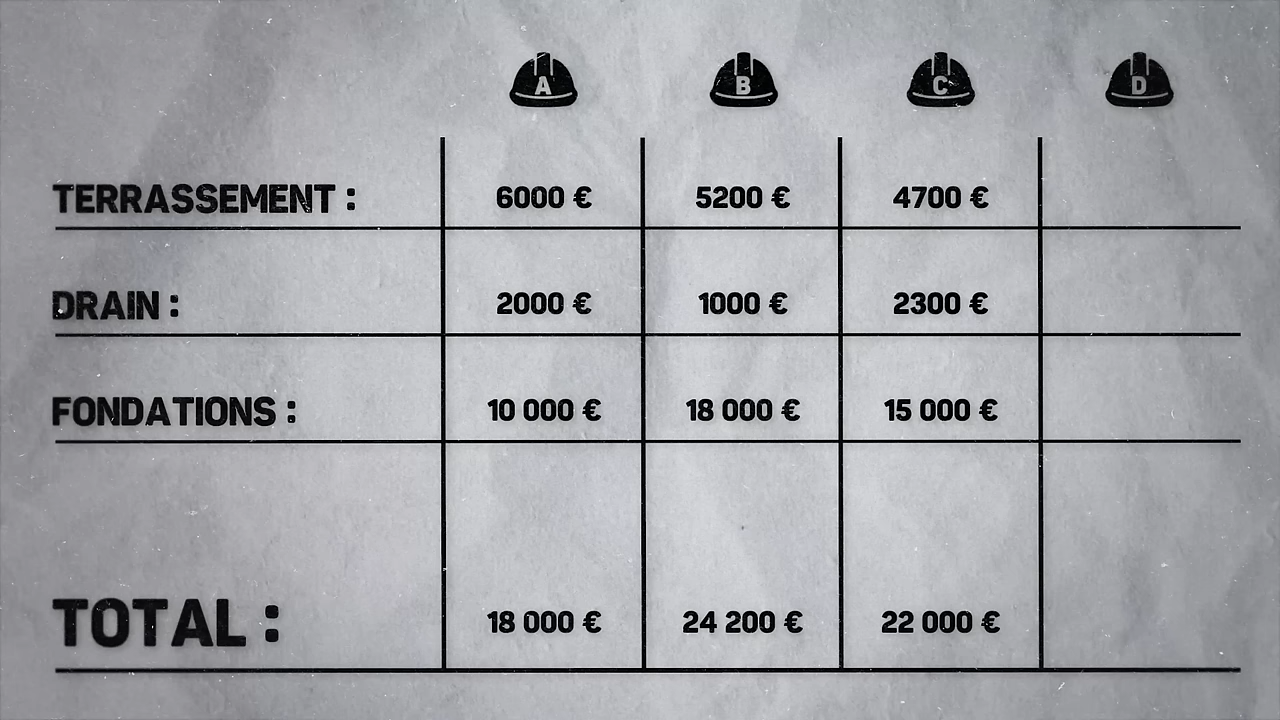 A B C D
TERRASSEMENT : 6000 € 5200 € 4700 €
DRAIN : 2000 € 1000 € 2300 €
FONDATIONS : 10 000 € 18 000 € 15 000 €
TOTAL : 18 000 € 24 200 € 22 000 €